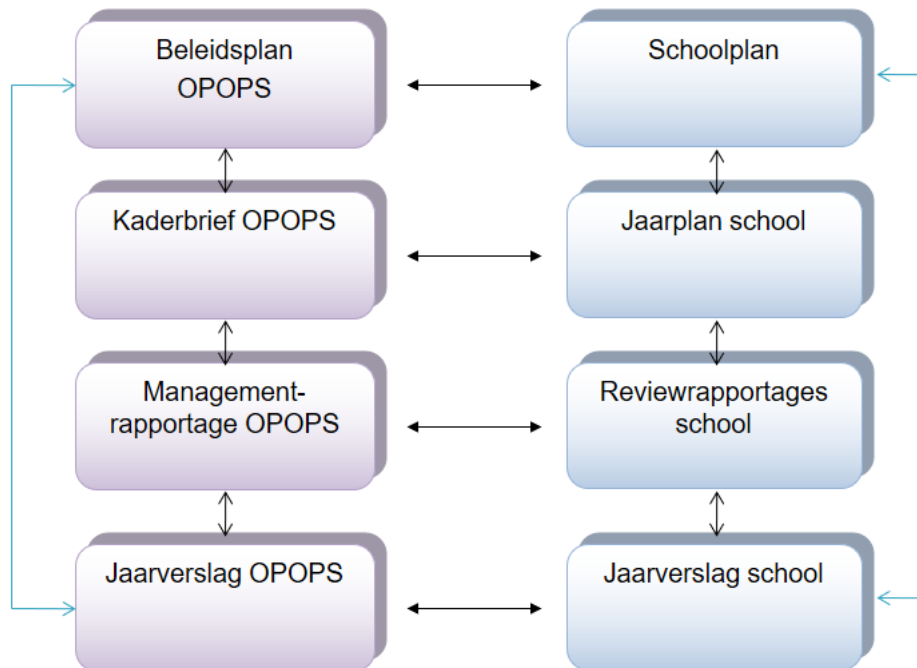 Beleidsplan
OPOPS
Schoolplan
Kaderbrief OPOPS
Jaarplan school
Management-
rapportage OPOPS
Reviewrapportages
school
Jaarverslag OPOPS
Jaarverslag school